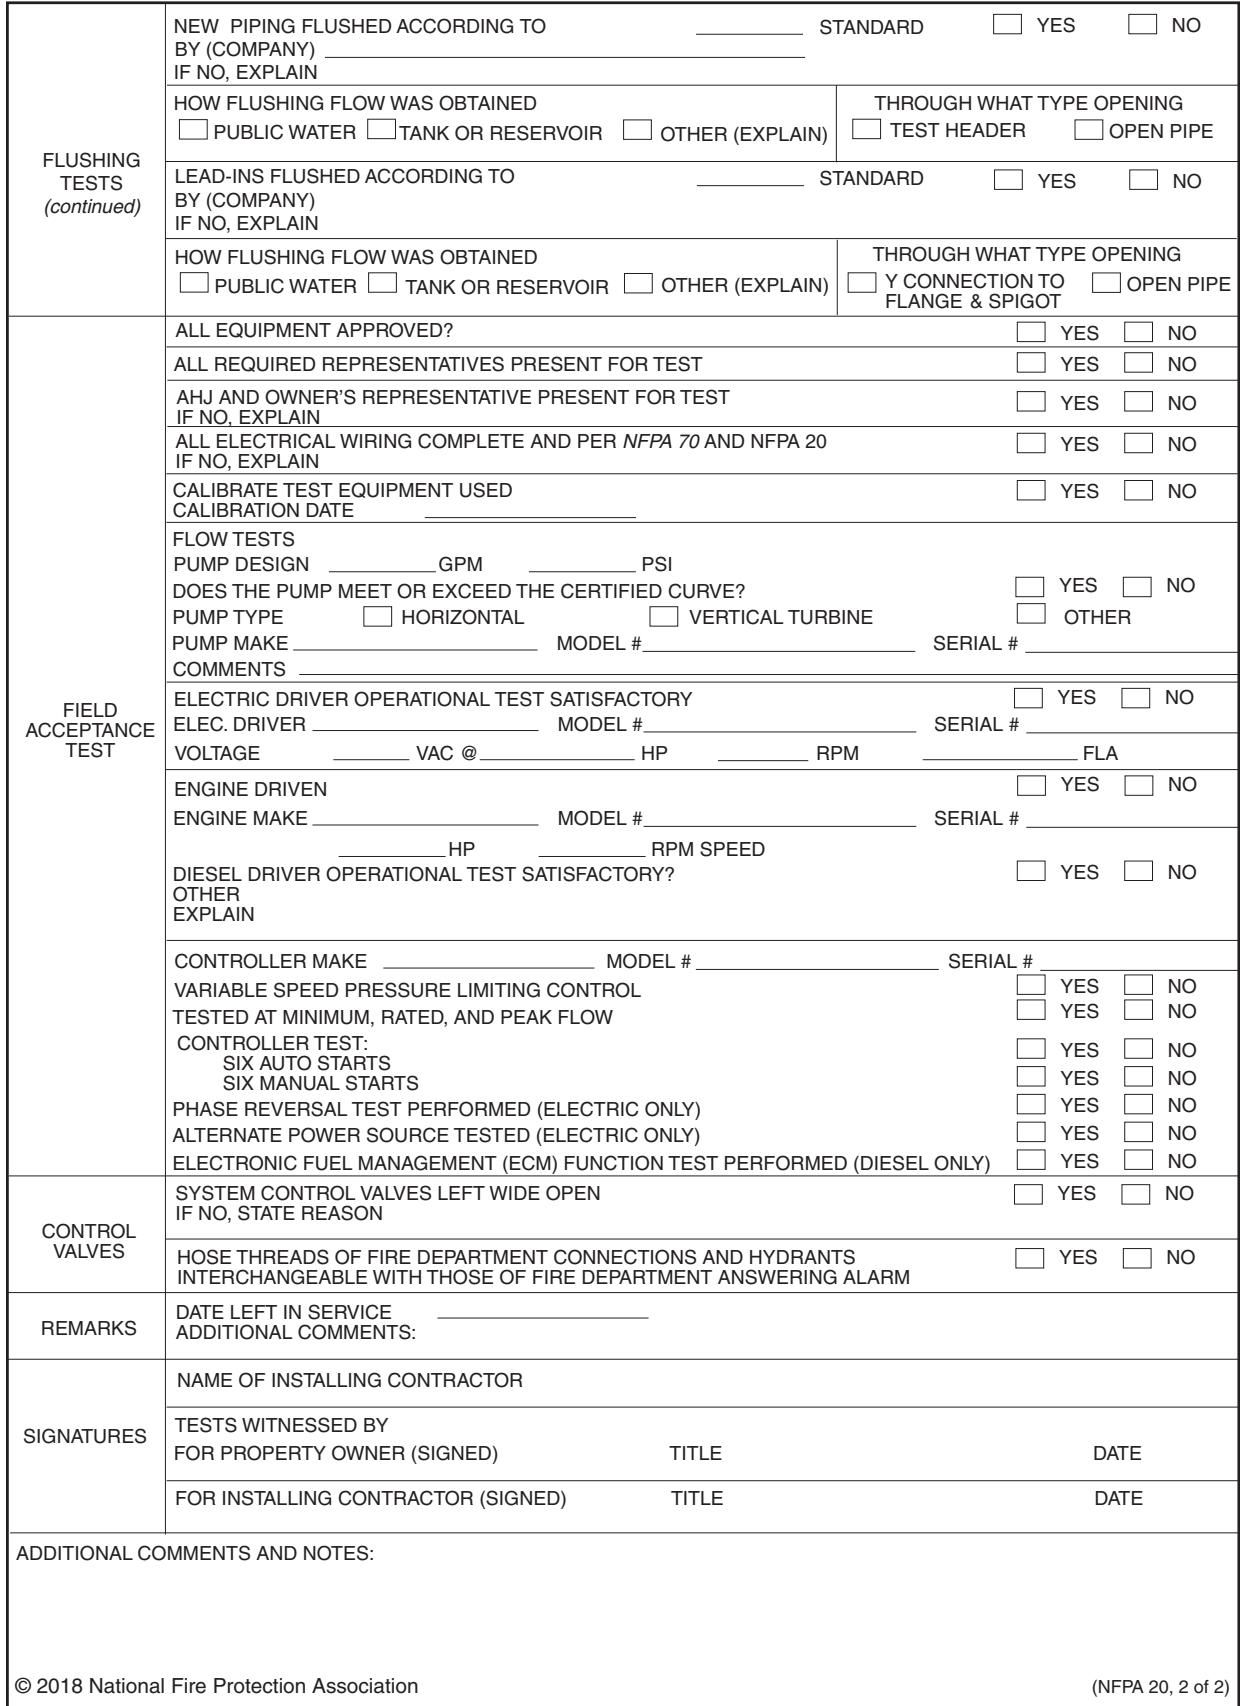 NEW PIPING FLUSHED ACCORDING TO STANDARD YES NO
BY (COMPANY)
IF NO, EXPLAIN
HOW FLUSHING FLOW WAS OBTAINED THROUGH WHAT TYPE OPENING
PUBLIC WATER TANK OR RESERVOIR OTHER (EXPLAIN) TEST HEADER OPEN PIPE
FLUSHING
TESTS
(continued)
LEAD-INS FLUSHED ACCORDING TO STANDARD YES NO
BY (COMPANY)
IF NO, EXPLAIN
HOW FLUSHING FLOW WAS OBTAINED THROUGH WHAT TYPE OPENING
PUBLIC WATER TANK OR RESERVOIR OTHER (EXPLAIN) Y CONNECTION TO OPEN PIPE
FLANGE & SPIGOT
ALL EQUIPMENT APPROVED? YES NO
ALL REQUIRED REPRESENTATIVES PRESENT FOR TEST YES NO
AHJ AND OWNER'S REPRESENTATIVE PRESENT FOR TEST YES NO
IF NO, EXPLAIN
ALL ELECTRICAL WIRING COMPLETE AND PER NFPA 70 AND NFPA 20 YES NO
IF NO, EXPLAIN
CALIBRATE TEST EQUIPMENT USED YES NO
CALIBRATION DATE
FLOW TESTS
PUMP DESIGN GPM PSI
DOES THE PUMP MEET OR EXCEED THE CERTIFIED CURVE? YES NO
PUMP TYPE HORIZONTAL VERTICAL TURBINE OTHER
PUMP MAKE MODEL # SERIAL #
COMMENTS
FIELD
ACCEPTANCE
TEST
ELECTRIC DRIVER OPERATIONAL TEST SATISFACTORY YES NO
ELEC. DRIVER MODEL # SERIAL #
VOLTAGE VAC @ HP RPM FLA
ENGINE DRIVEN YES NO
ENGINE MAKE MODEL # SERIAL #
HP RPM SPEED
DIESEL DRIVER OPERATIONAL TEST SATISFACTORY? YES NO
OTHER
EXPLAIN
CONTROLLER MAKE MODEL # SERIAL #
VARIABLE SPEED PRESSURE LIMITING CONTROL YES NO
TESTED AT MINIMUM, RATED, AND PEAK FLOW YES NO
CONTROLLER TEST:
SIX AUTO STARTS YES NO
SIX MANUAL STARTS YES NO
PHASE REVERSAL TEST PERFORMED (ELECTRIC ONLY) YES NO
ALTERNATE POWER SOURCE TESTED (ELECTRIC ONLY) YES NO
ELECTRONIC FUEL MANAGEMENT (ECM) FUNCTION TEST PERFORMED (DIESEL ONLY) YES NO
CONTROL
VALVES
SYSTEM CONTROL VALVES LEFT WIDE OPEN YES NO
IF NO, STATE REASON
HOSE THREADS OF FIRE DEPARTMENT CONNECTIONS AND HYDRANTS YES NO
INTERCHANGEABLE WITH THOSE OF FIRE DEPARTMENT ANSWERING ALARM
REMARKS
DATE LEFT IN SERVICE
ADDITIONAL COMMENTS:
SIGNATURES
NAME OF INSTALLING CONTRACTOR
TESTS WITNESSED BY
FOR PROPERTY OWNER (SIGNED) TITLE DATE
FOR INSTALLING CONTRACTOR (SIGNED) TITLE DATE
ADDITIONAL COMMENTS AND NOTES:
© 2018 National Fire Protection Association (NFPA 20, 2 of 2)